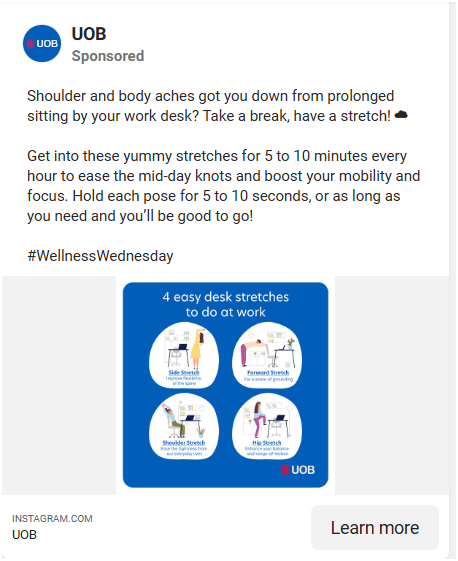 UOB
UOB
Sponsored
Shoulder and body aches got you down from prolonged
sitting by your work desk? Take a break, have a stretch! ☁
Get into these yummy stretches for 5 to 10 minutes every
hour to ease the mid-day knots and boost your mobility and
focus. Hold each pose for 5 to 10 seconds, or as long as
you need and you’ll be good to go!
#WellnessWednesday
4 easy desk stretches
to do at work
Side Stretch
Improve flexibility
of the spine
Forward Stretch
For a sense of grounding
Shoulder Stretch
Ease the tightness from
our everyday lives
Hip Stretch
Enhance your balance
and range of motion
UOB
INSTAGRAM.COM
UOB
Learn more